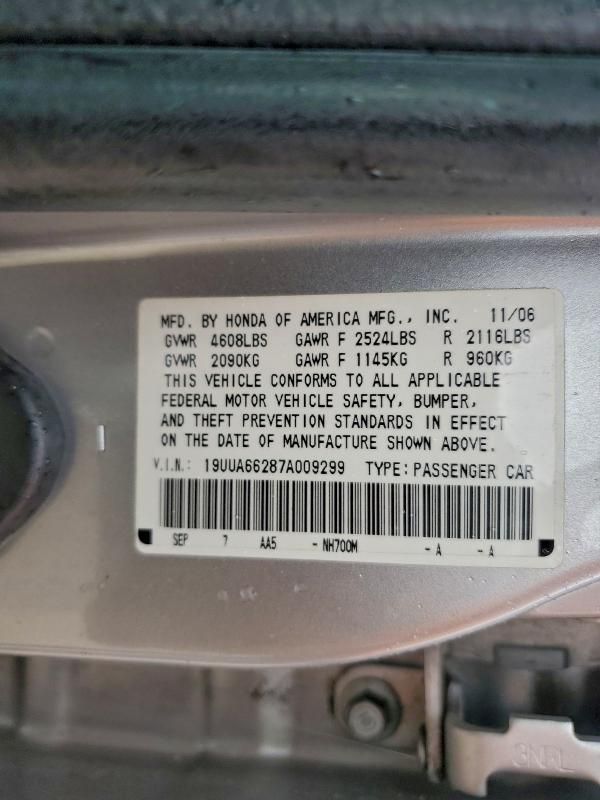 MFD. BY HONDA OF AMERICA MFG., INC. 11/06
GVWR 4608LBS GAWR F 2524LBS R 2116LBS
GVWR 2090KG GAWR F 1145KG R 960KG
THIS VEHICLE CONFORMS TO ALL APPLICABLE
FEDERAL MOTOR VEHICLE SAFETY, BUMPER,
AND THEFT PREVENTION STANDARDS IN EFFECT
ON THE DATE OF MANUFACTURE SHOWN ABOVE.
V.I.N.: 19UUA66287A009299 TYPE: PASSENGER CAR
SEP 7 AA5 - NH700M - A - A